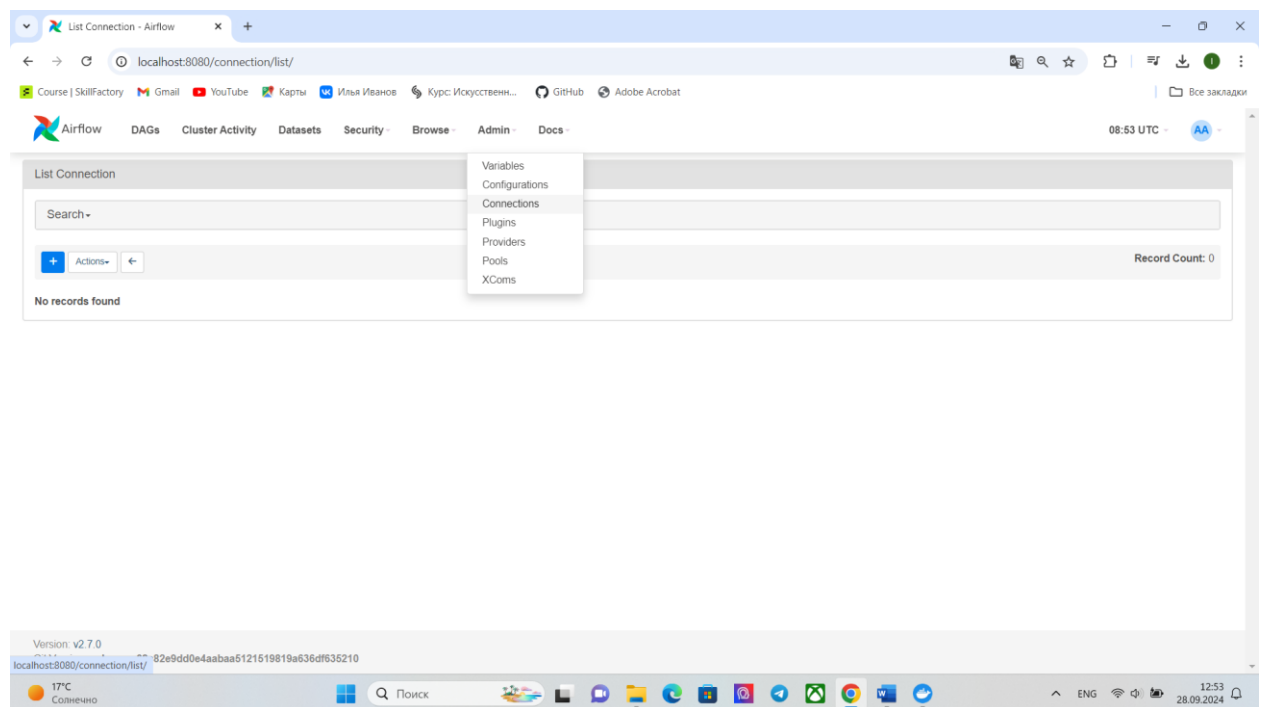 List Connection - Airflow
localhost:8080/connection/list/
Course | SkillFactory Gmail YouTube Карты Илья Иванов Курс: Искусственн... GitHub Adobe Acrobat Все закладки
Airflow DAGs Cluster Activity Datasets Security Browse Admin Docs 08:53 UTC AA
List Connection
Variables
Configurations
Connections
Plugins
Providers
Pools
XComs
Search
+ Actions
Record Count: 0
No records found
Version: v2.7.0
82e9dd0e4aabaa5121519819a636df635210
localhost:8080/connection/list/
17°C
Солнечно
Поиск
ENG
12:53
28.09.2024